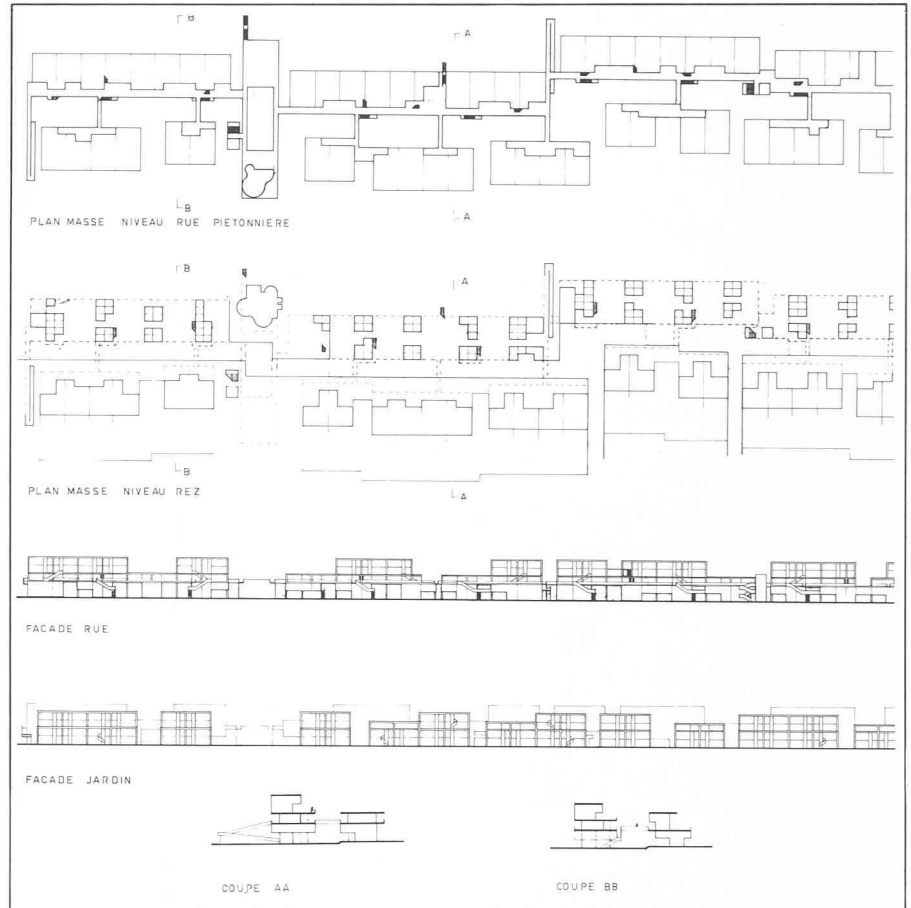 B
A
B
A
PLAN MASSE NIVEAU RUE PIETONNIERE
B
A
B
A
PLAN MASSE NIVEAU REZ
FACADE RUE
FACADE JARDIN
COUPE AA
COUPE BB